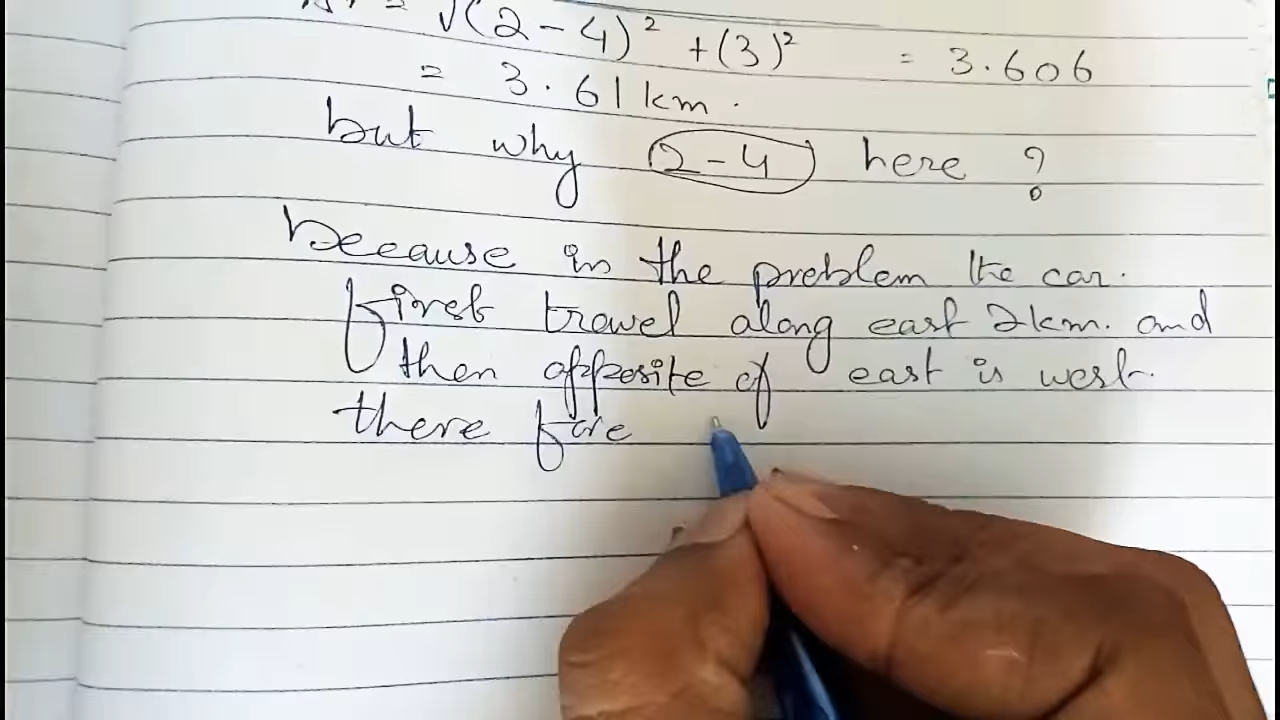 = √(2-4)² + (3)² = 3.606
= 3.61 km.
but why 2-4 here ?
because in the problem the car.
first travel along east 2km. and
then opposite of east is west.
there fore